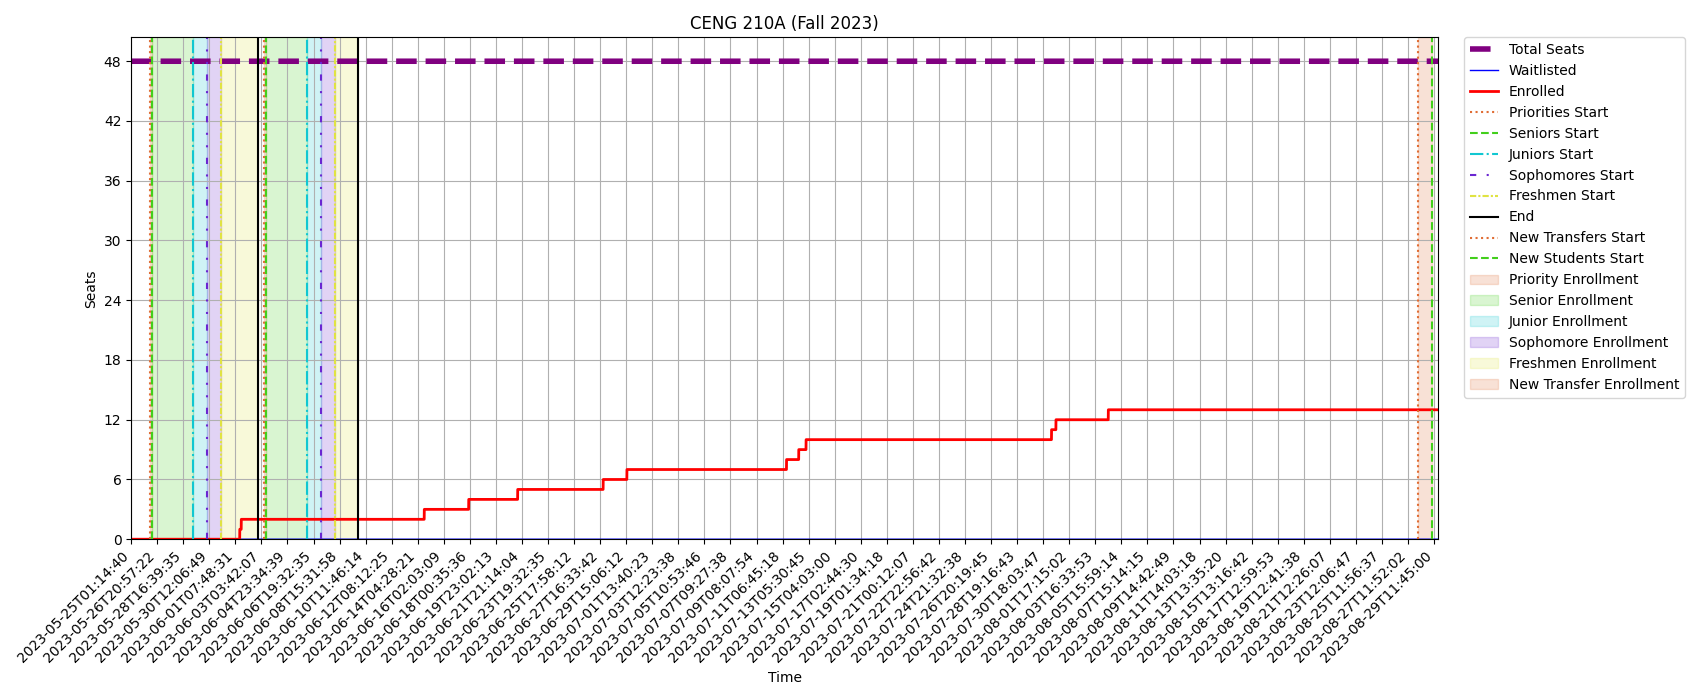 CENG 210A (Fall 2023)
Seats
48
42
36
30
24
18
12
6
0
2023-05-25T01:14:40
2023-05-26T20:57:22
2023-05-28T16:39:35
2023-05-30T12:06:49
2023-06-01T07:48:31
2023-06-03T03:42:07
2023-06-04T23:34:39
2023-06-06T19:32:35
2023-06-08T15:31:58
2023-06-10T11:46:14
2023-06-12T08:12:25
2023-06-14T04:28:21
2023-06-16T02:03:09
2023-06-18T00:35:36
2023-06-19T23:02:13
2023-06-21T21:14:04
2023-06-23T19:32:35
2023-06-25T17:58:12
2023-06-27T16:33:42
2023-06-29T15:06:12
2023-07-01T13:40:23
2023-07-03T12:23:38
2023-07-05T10:53:46
2023-07-07T09:27:38
2023-07-09T08:07:54
2023-07-11T06:45:18
2023-07-13T05:30:45
2023-07-15T04:03:00
2023-07-17T02:44:30
2023-07-19T01:34:18
2023-07-21T00:12:07
2023-07-22T22:56:42
2023-07-24T21:32:38
2023-07-26T20:19:45
2023-07-28T19:16:43
2023-07-30T18:03:47
2023-08-01T17:15:02
2023-08-03T16:33:53
2023-08-05T15:59:14
2023-08-07T15:14:15
2023-08-09T14:42:49
2023-08-11T14:03:18
2023-08-13T13:35:20
2023-08-15T13:16:42
2023-08-17T12:59:53
2023-08-19T12:41:38
2023-08-21T12:26:07
2023-08-23T12:06:47
2023-08-25T11:56:37
2023-08-27T11:52:02
2023-08-29T11:45:00
Time
Total Seats
Waitlisted
Enrolled
Priorities Start
Seniors Start
Juniors Start
Sophomores Start
Freshmen Start
End
New Transfers Start
New Students Start
Priority Enrollment
Senior Enrollment
Junior Enrollment
Sophomore Enrollment
Freshmen Enrollment
New Transfer Enrollment